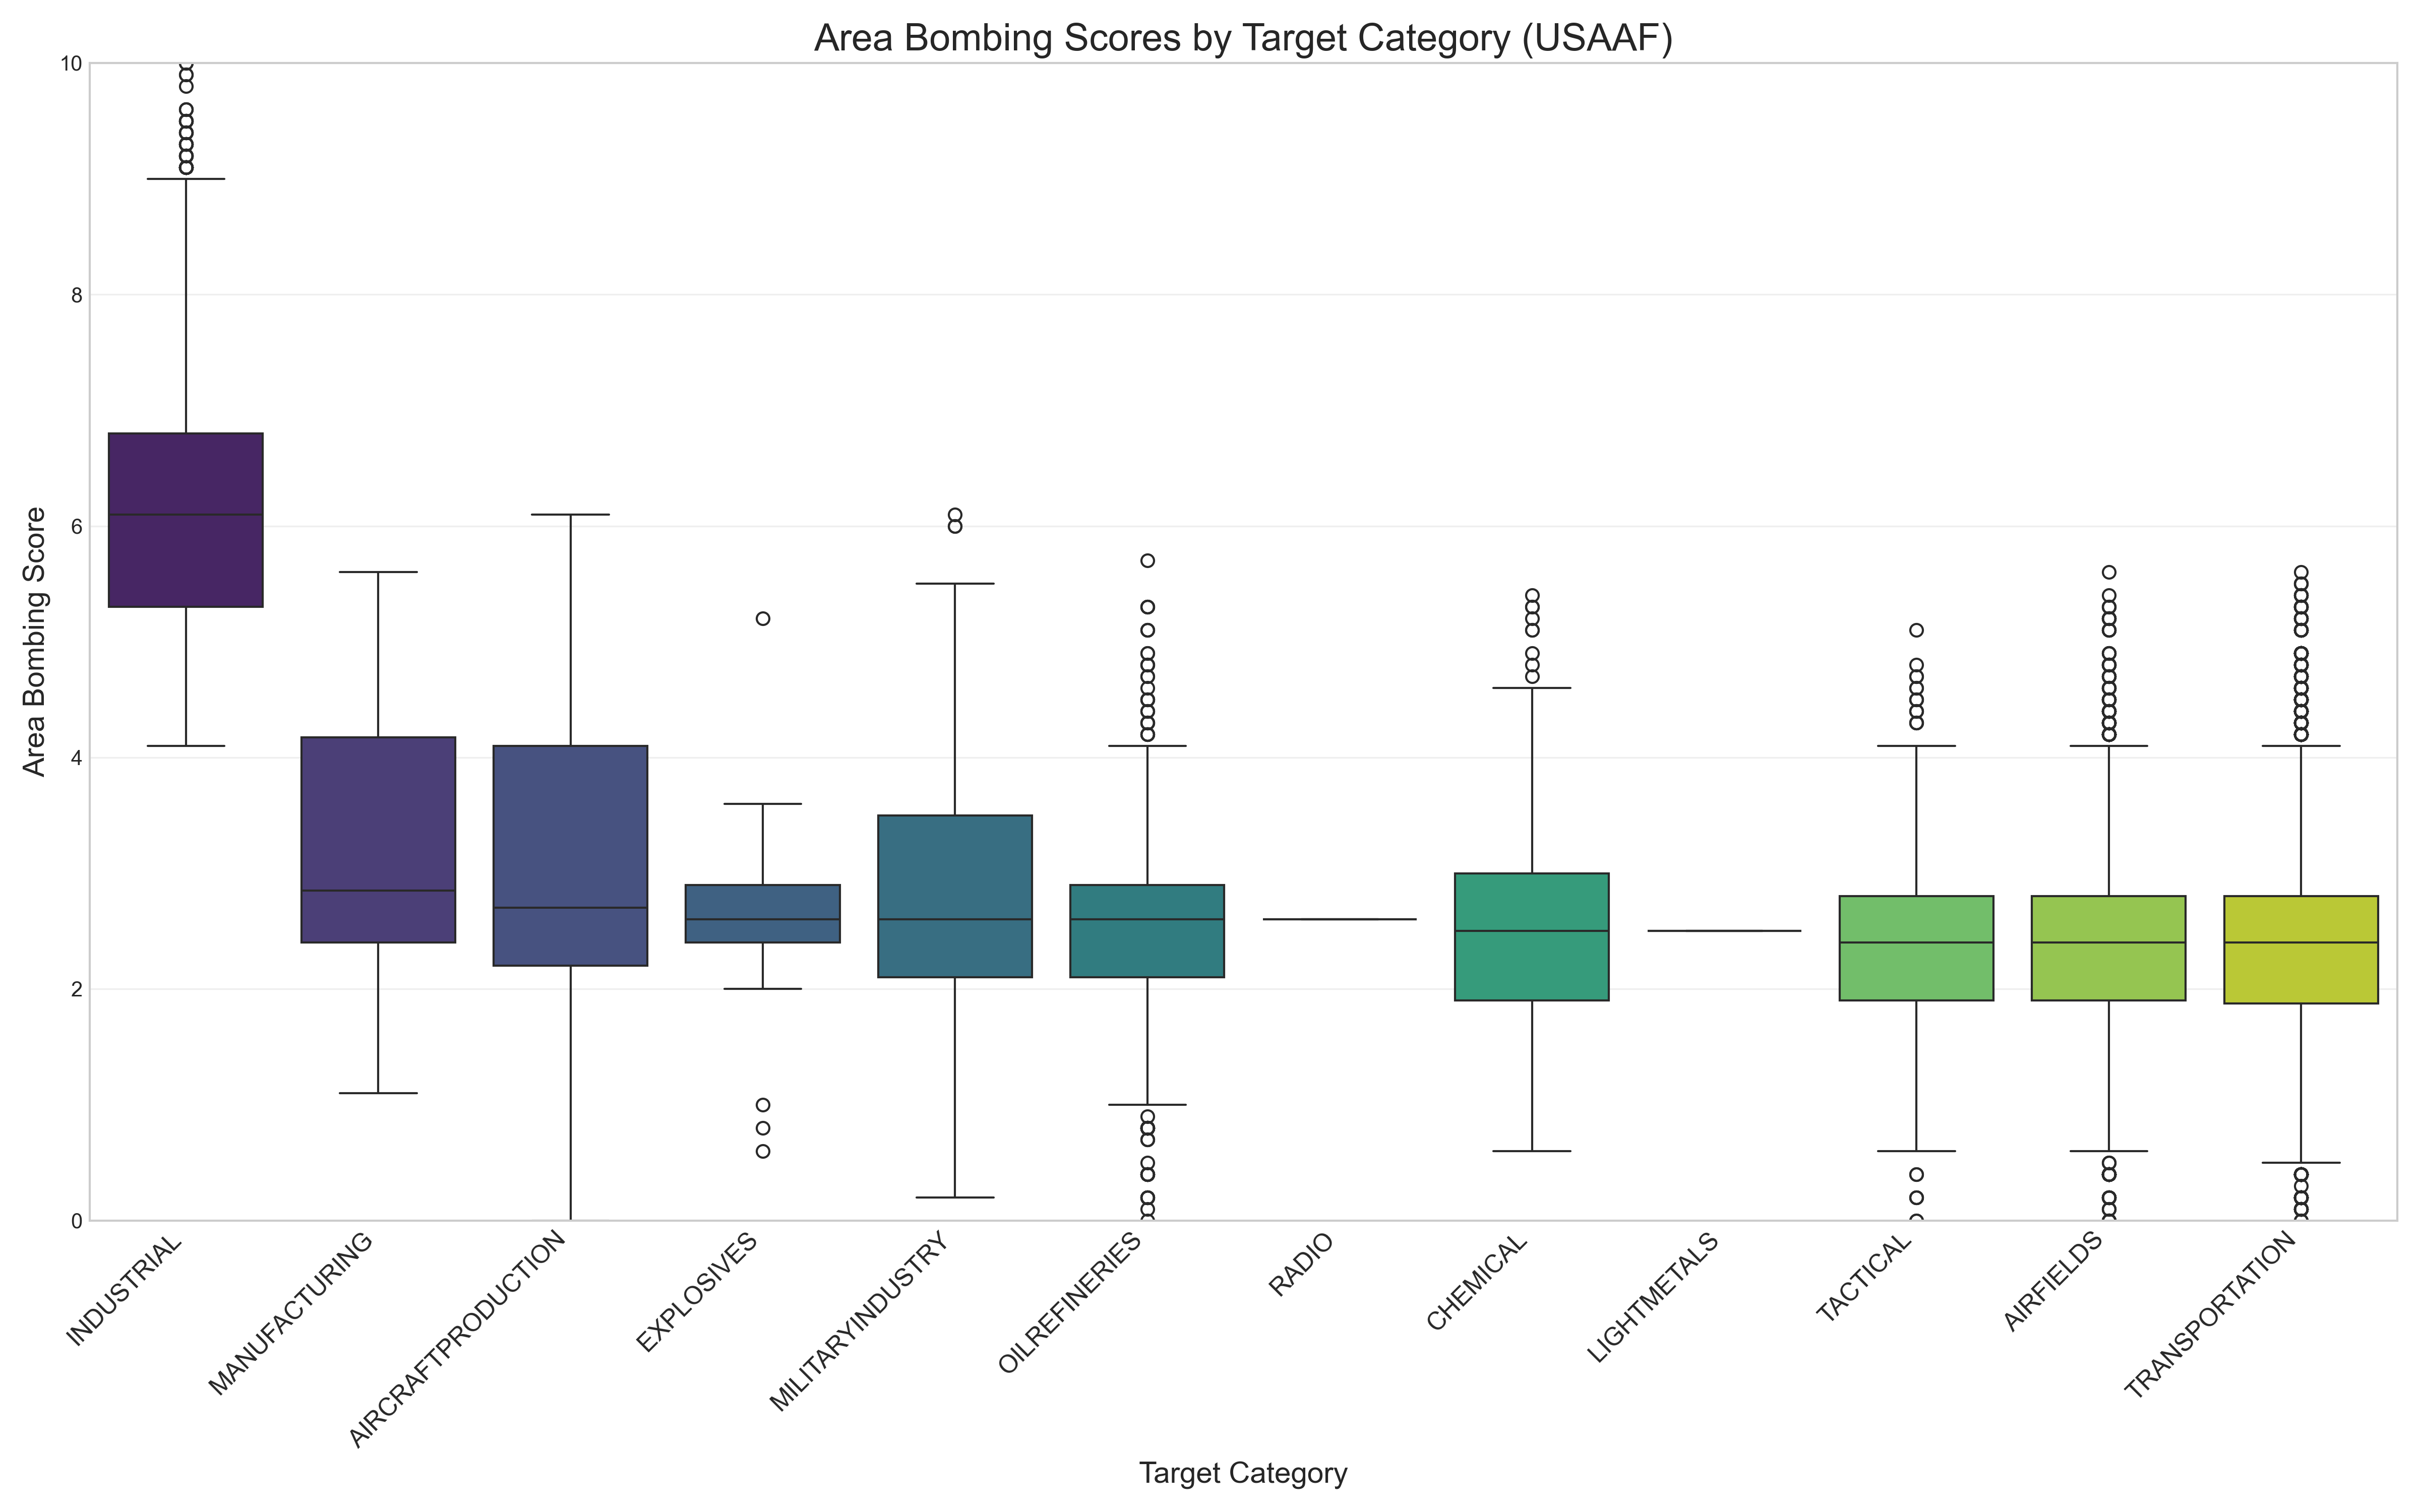 Area Bombing Scores by Target Category (USAAF)
Area Bombing Score
10
8
6
4
2
0
INDUSTRIAL
MANUFACTURING
AIRCRAFTPRODUCTION
EXPLOSIVES
MILITARYINDUSTRY
OILREFINERIES
RADIO
CHEMICAL
LIGHTMETALS
TACTICAL
AIRFIELDS
TRANSPORTATION
Target Category